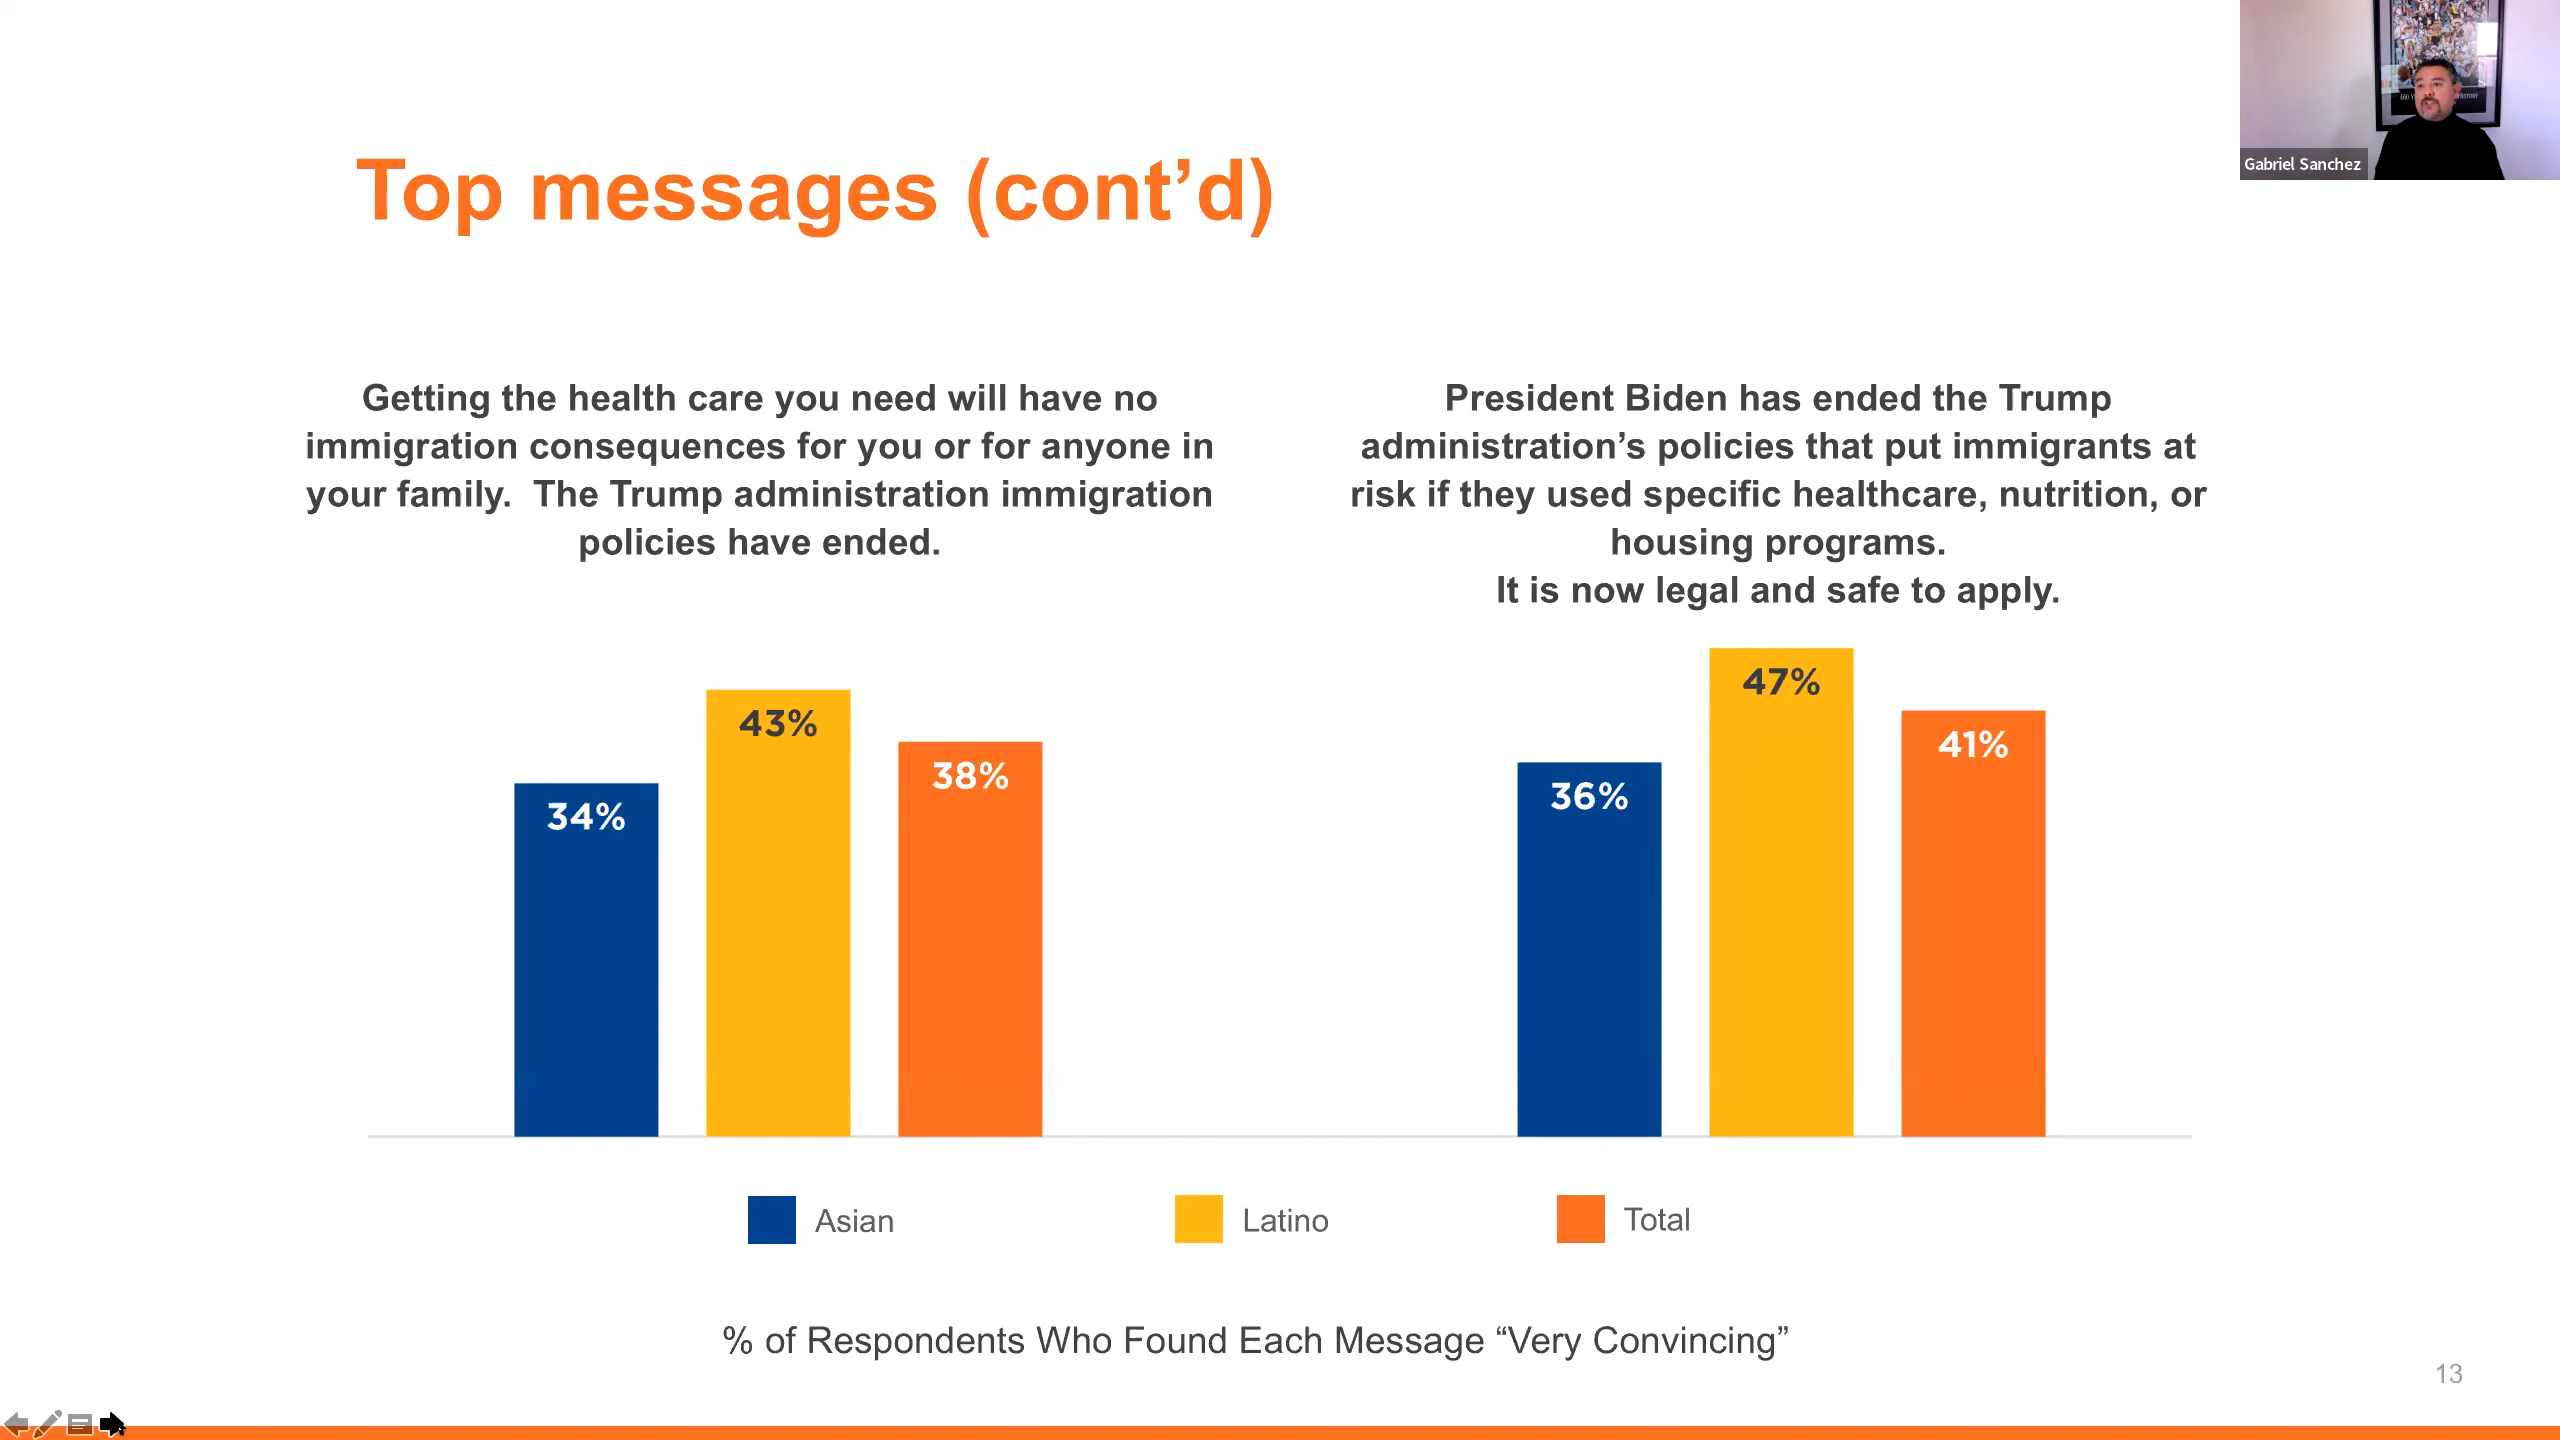 Gabriel Sanchez
Top messages (cont’d)
Getting the health care you need will have no
immigration consequences for you or for anyone in
your family.  The Trump administration immigration
policies have ended.
President Biden has ended the Trump
administration’s policies that put immigrants at
risk if they used specific healthcare, nutrition, or
housing programs.
It is now legal and safe to apply.
34%
43%
38%
36%
47%
41%
Asian
Latino
Total
% of Respondents Who Found Each Message “Very Convincing”
13